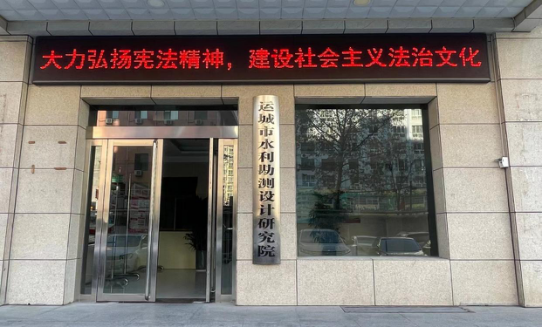 大力弘扬宪法精神，建设社会主义法治文化
运城市水利勘测设计研究院